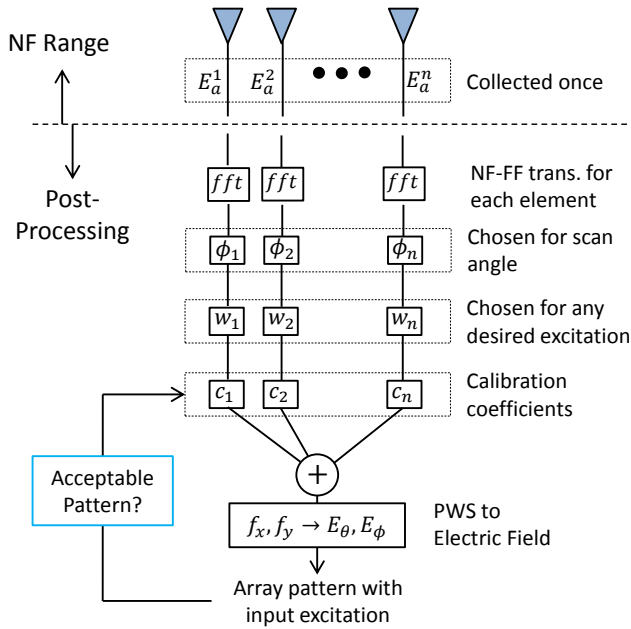 NF Range
E_a^1 E_a^2 ••• E_a^n
Collected once
Post-
Processing
fft fft fft
NF-FF trans. for
each element
ϕ_1 ϕ_2 ϕ_n
Chosen for scan
angle
w_1 w_2 w_n
Chosen for any
desired excitation
c_1 c_2 c_n
Calibration
coefficients
+
Acceptable
Pattern?
f_x, f_y → E_θ, E_ϕ
PWS to
Electric Field
Array pattern with
input excitation